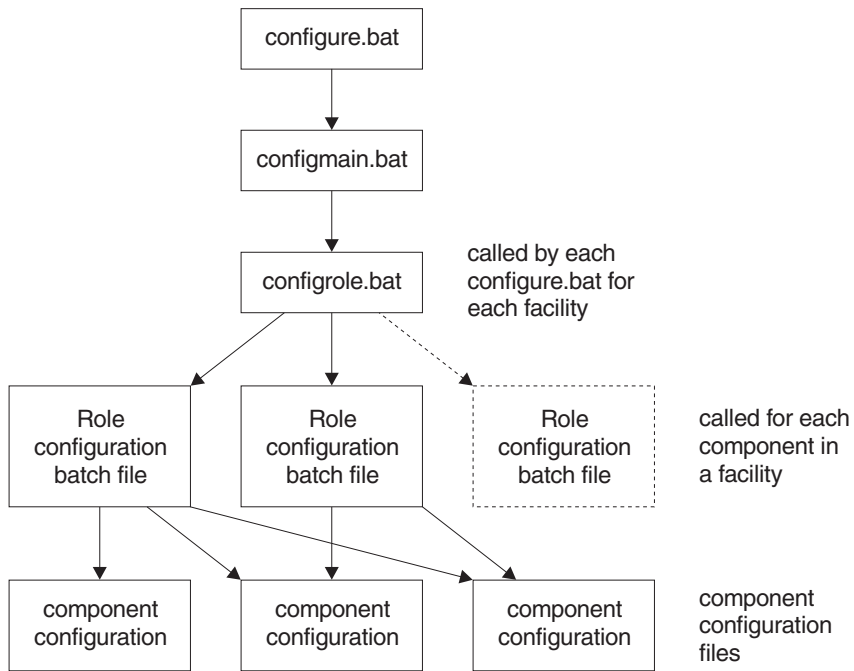 configure.bat
configmain.bat
configrole.bat
called by each
configure.bat for
each facility
Role
configuration
batch file
Role
configuration
batch file
Role
configuration
batch file
called for each
component in
a facility
component
configuration
component
configuration
component
configuration
component
configuration
files